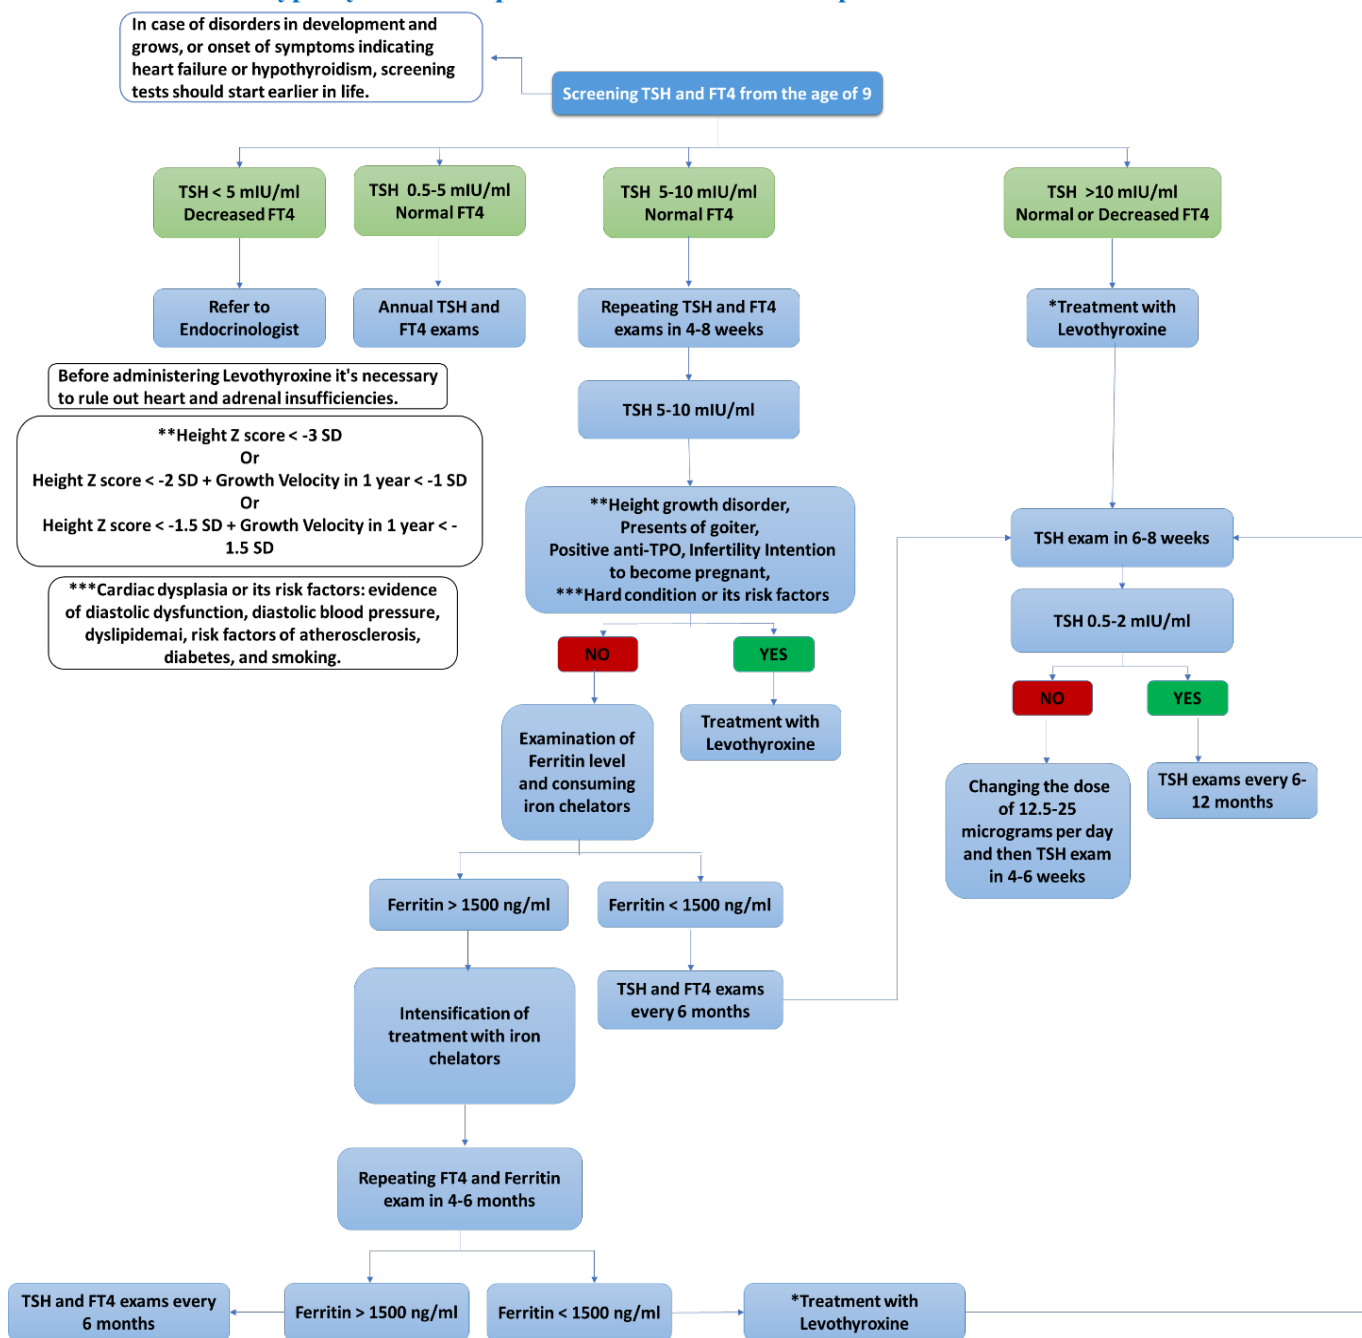 In case of disorders in development and
grows, or onset of symptoms indicating
heart failure or hypothyroidism, screening
tests should start earlier in life.
Screening TSH and FT4 from the age of 9
TSH < 5 mIU/ml
Decreased FT4
TSH 0.5-5 mIU/ml
Normal FT4
TSH 5-10 mIU/ml
Normal FT4
TSH >10 mIU/ml
Normal or Decreased FT4
Refer to
Endocrinologist
Annual TSH and
FT4 exams
Repeating TSH and FT4
exams in 4-8 weeks
*Treatment with
Levothyroxine
Before administering Levothyroxine it's necessary
to rule out heart and adrenal insufficiencies.
TSH 5-10 mIU/ml
**Height Z score < -3 SD
Or
Height Z score < -2 SD + Growth Velocity in 1 year < -1 SD
Or
Height Z score < -1.5 SD + Growth Velocity in 1 year < -
1.5 SD
**Height growth disorder,
Presents of goiter,
Positive anti-TPO, Infertility Intention
to become pregnant,
***Hard condition or its risk factors
TSH exam in 6-8 weeks
***Cardiac dysplasia or its risk factors: evidence
of diastolic dysfunction, diastolic blood pressure,
dyslipidemai, risk factors of atherosclerosis,
diabetes, and smoking.
TSH 0.5-2 mIU/ml
NO
YES
NO
YES
Examination of
Ferritin level
and consuming
iron chelators
Treatment with
Levothyroxine
Changing the dose
of 12.5-25
micrograms per day
and then TSH exam
in 4-6 weeks
TSH exams every 6-
12 months
Ferritin > 1500 ng/ml
Ferritin < 1500 ng/ml
Intensification of
treatment with iron
chelators
TSH and FT4 exams
every 6 months
Repeating FT4 and Ferritin
exam in 4-6 months
TSH and FT4 exams every
6 months
Ferritin > 1500 ng/ml
Ferritin < 1500 ng/ml
*Treatment with
Levothyroxine